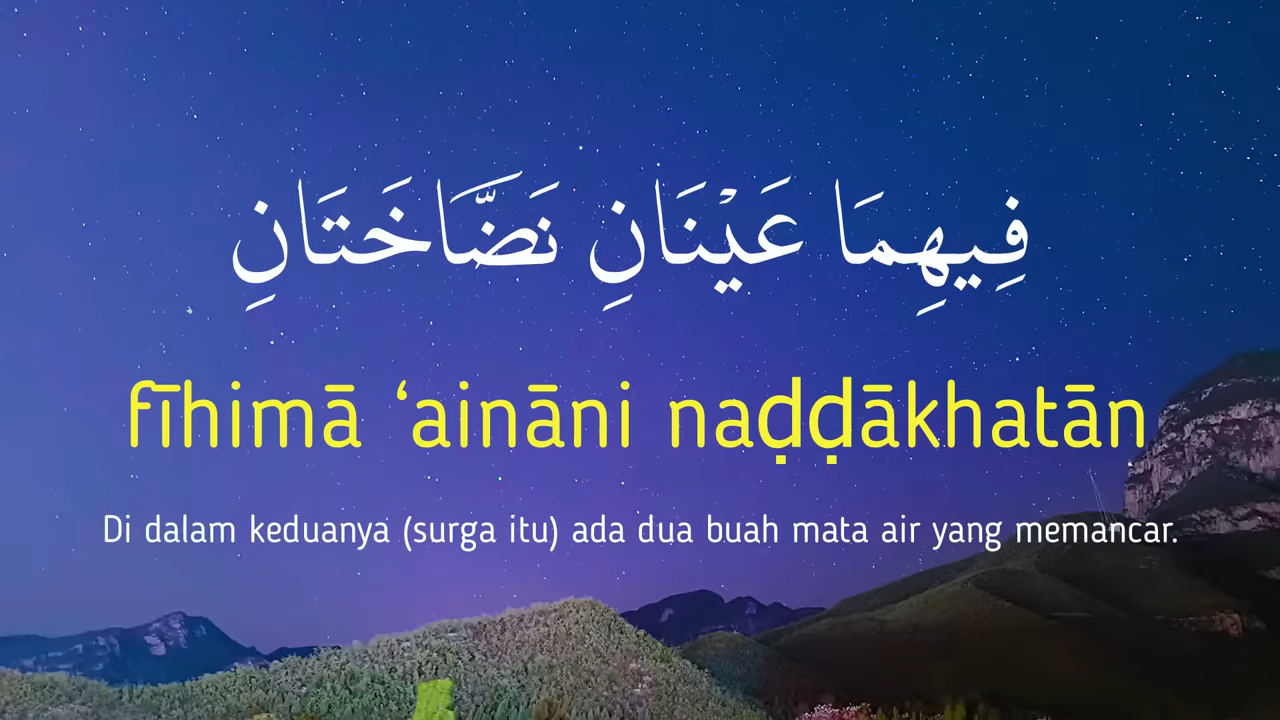 فِيهِمَا عَيْنَانِ نَضَّاخَتَانِ
fīhimā ‘aināni naḍḍākhatān
Di dalam keduanya (surga itu) ada dua buah mata air yang memancar.